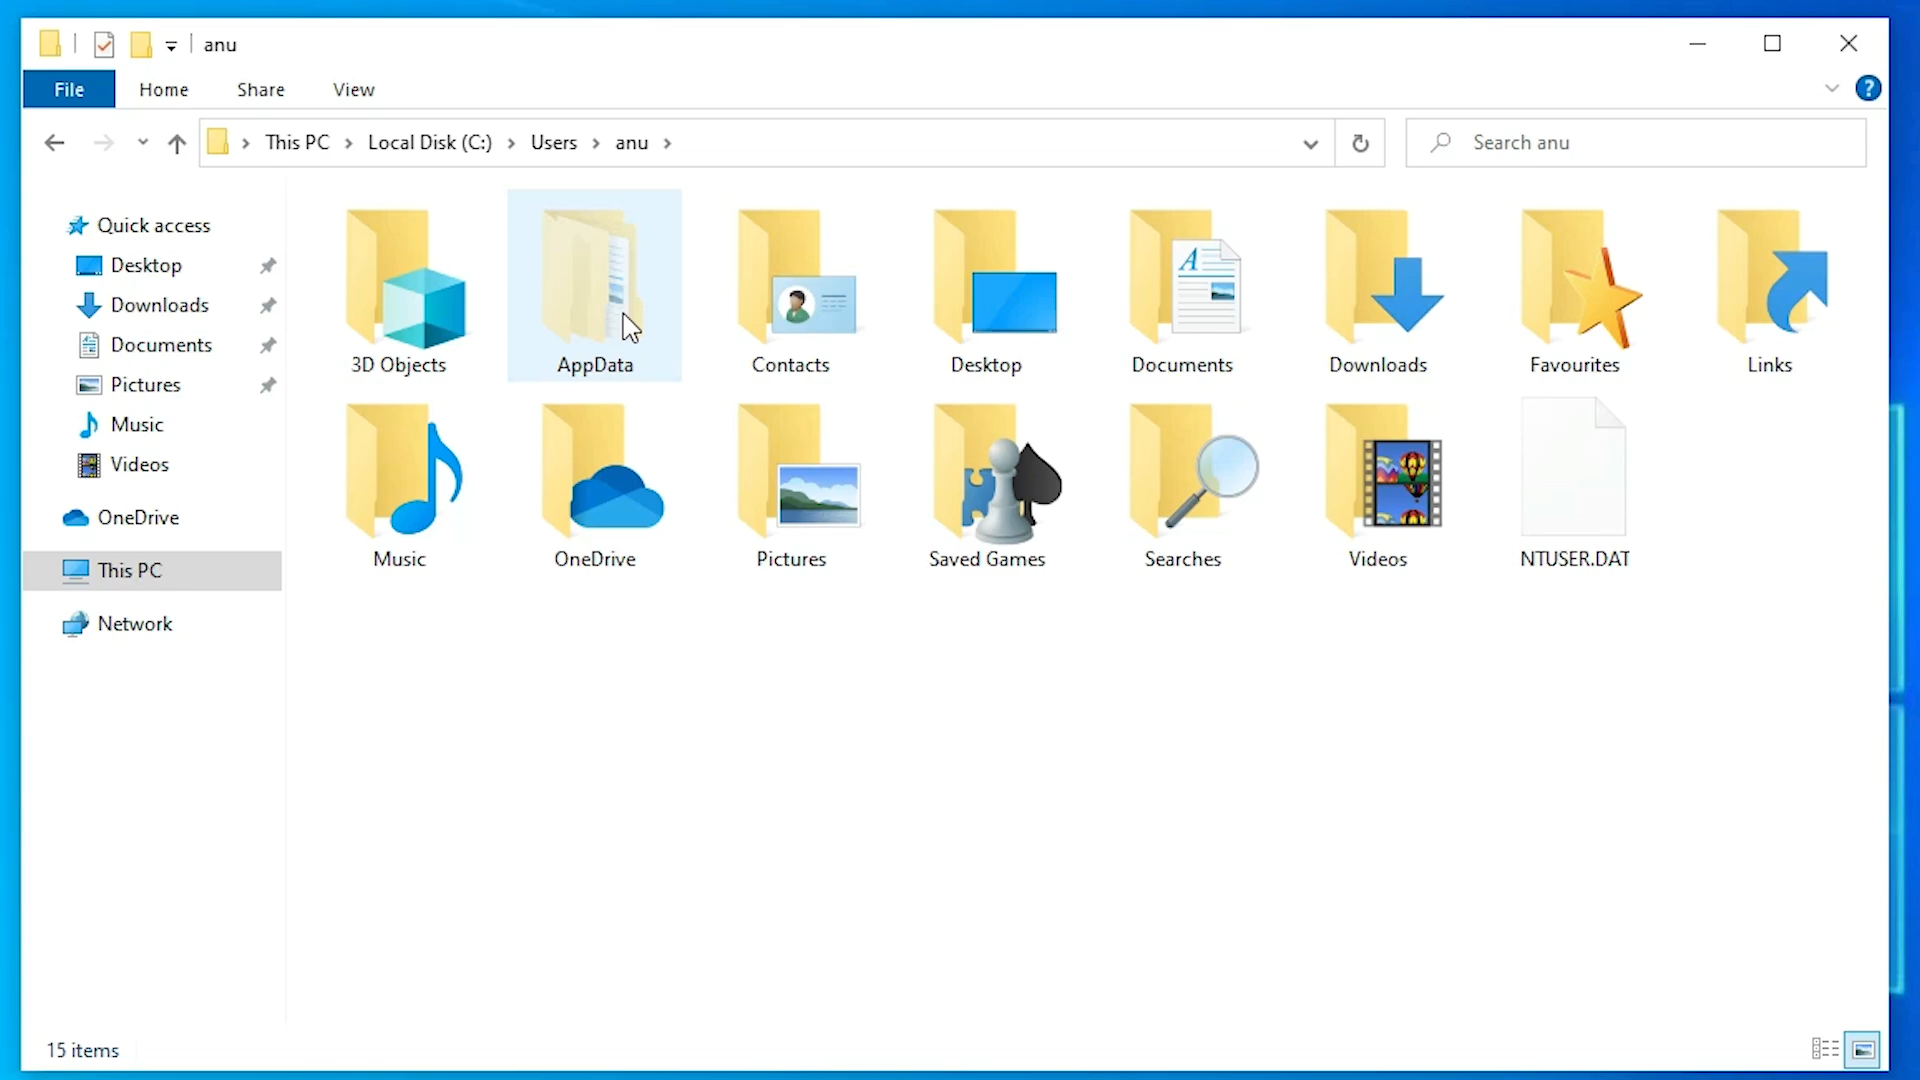 anu
File Home Share View
This PC Local Disk (C:) Users anu
Search anu
Quick access
Desktop
Downloads
Documents
Pictures
Music
Videos
OneDrive
This PC
Network
3D Objects AppData Contacts Desktop Documents Downloads Favourites Links
Music OneDrive Pictures Saved Games Searches Videos NTUSER.DAT
15 items